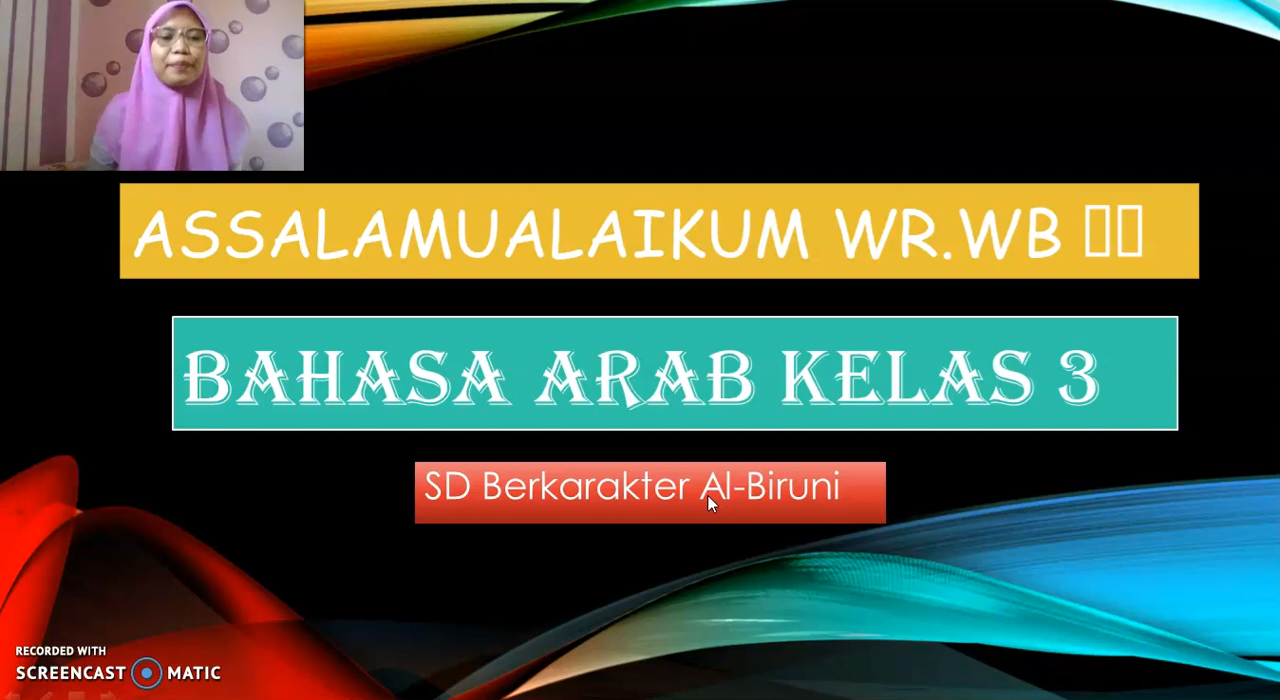 ASSALAMUALAIKUM WR.WB
BAHASA ARAB KELAS 3
SD Berkarakter Al-Biruni
RECORDED WITH
SCREENCAST MATIC